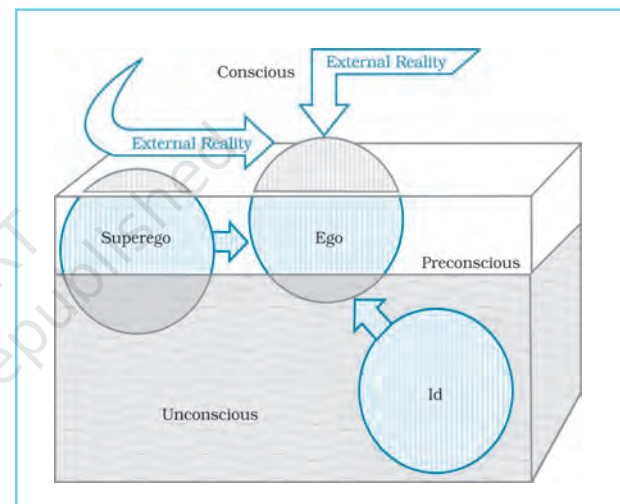 External Reality
Conscious
External Reality
Superego
Ego
Preconscious
Id
Unconscious